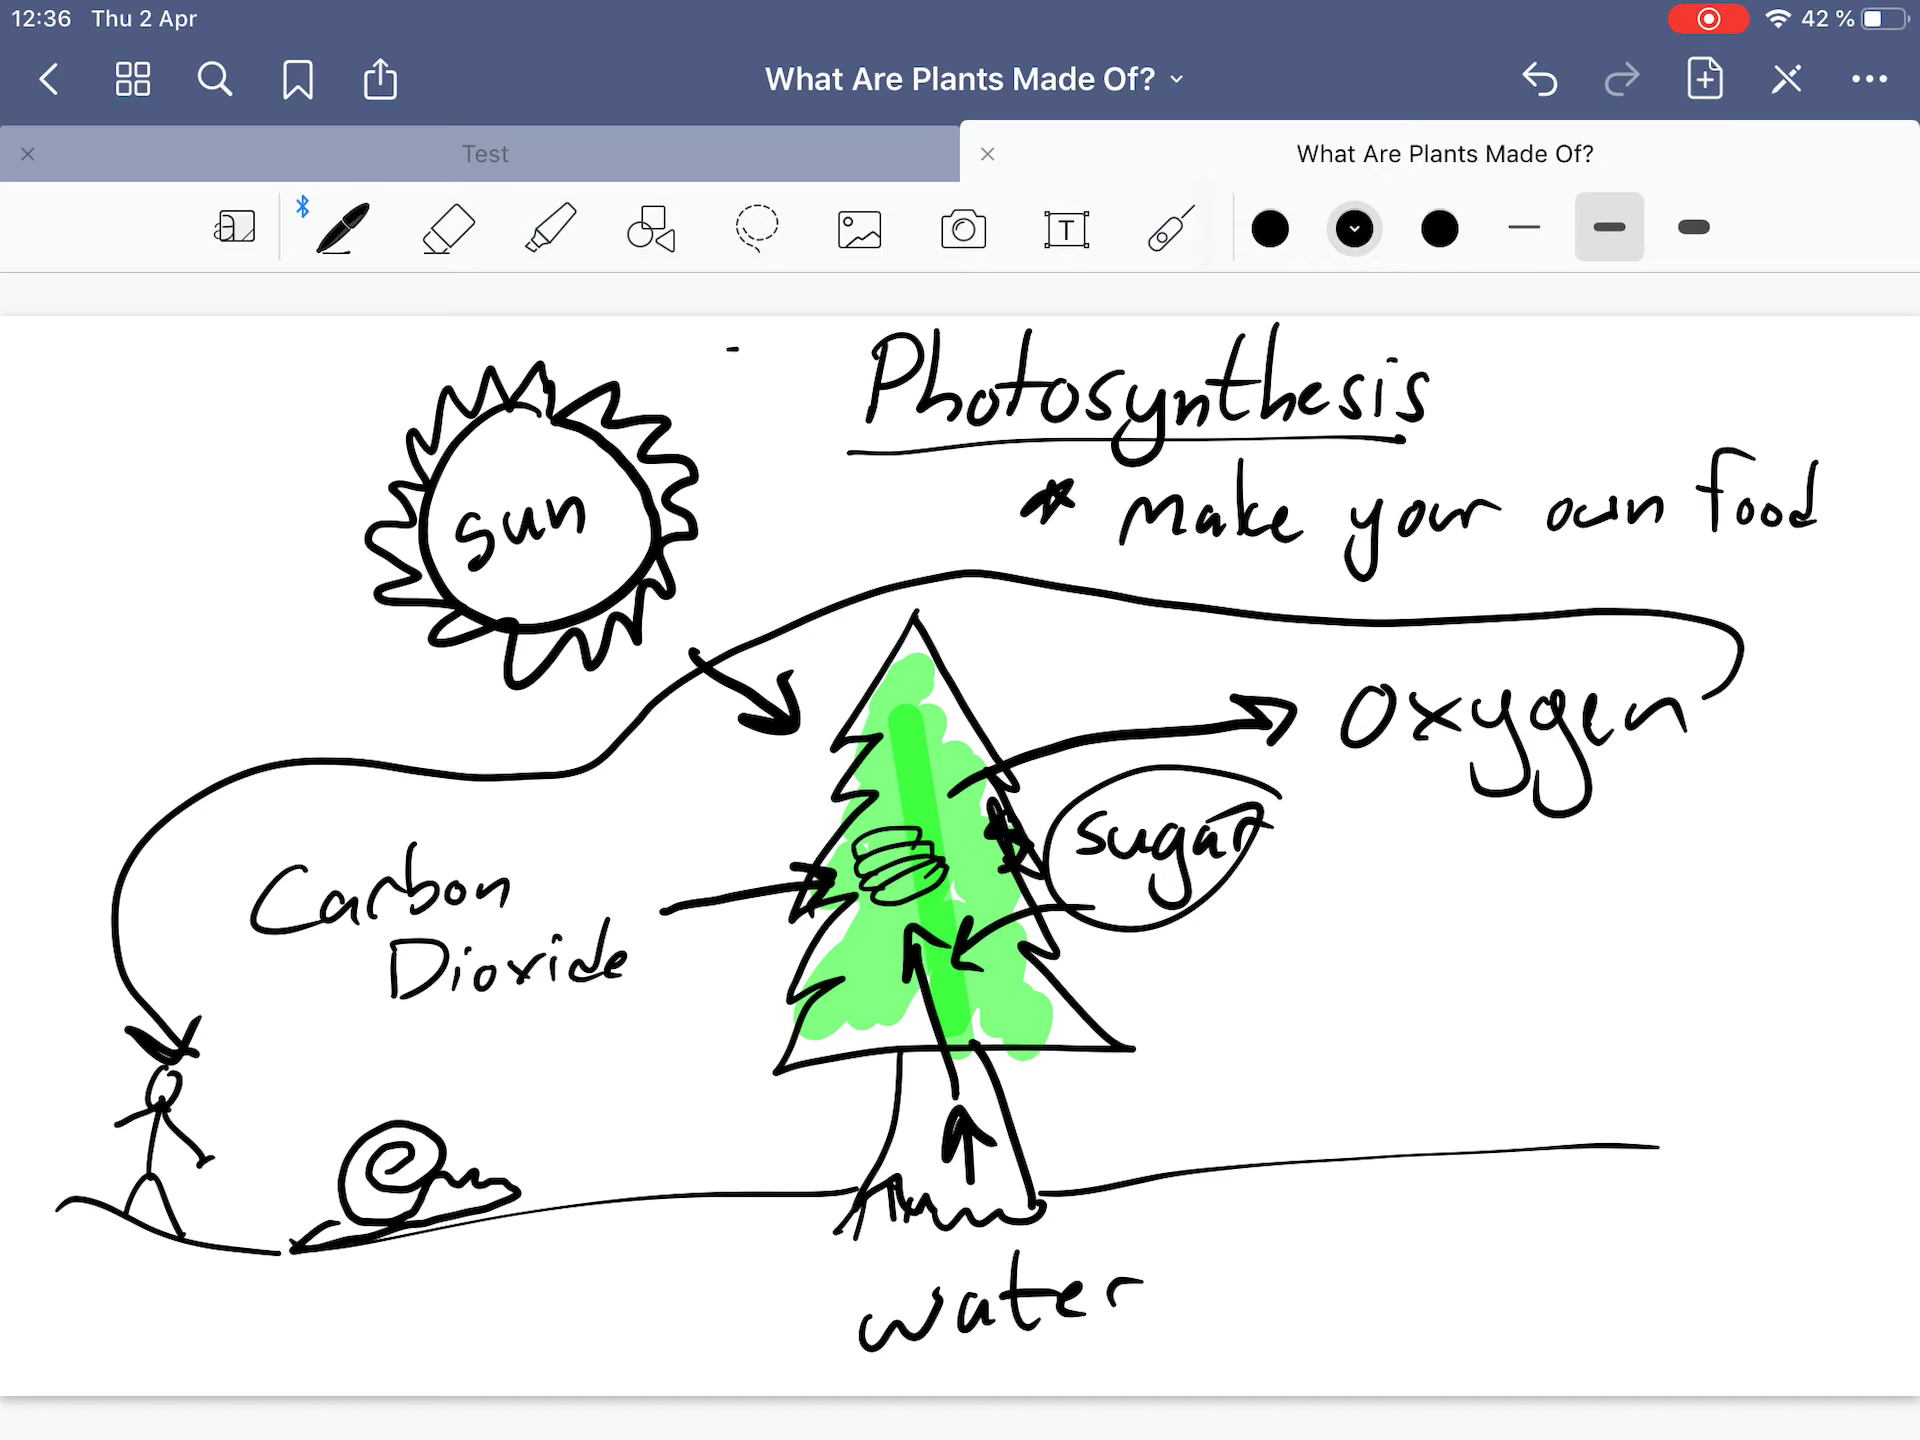 12:36 Thu 2 Apr
42 %
What Are Plants Made Of?
Test
What Are Plants Made Of?
Photosynthesis
* make your own food
sun
oxygen
sugar
Carbon
Dioxide
water